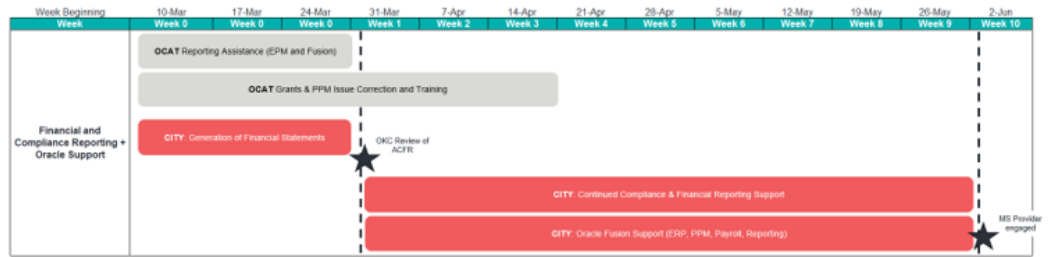 Week Beginning 10-Mar 17-Mar 24-Mar 31-Mar 7-Apr 14-Apr 21-Apr 28-Apr 5-May 12-May 19-May 26-May 2-Jun
Week Week 0 Week 0 Week 0 Week 1 Week 2 Week 3 Week 4 Week 5 Week 6 Week 7 Week 8 Week 9 Week 10
OCAT Reporting Assistance (EPM and Fusion)
OCAT Grants & PPM Issue Correction and Training
Financial and
Compliance Reporting +
Oracle Support
CITY: Generation of Financial Statements
OKC Review of
ACFR
CITY: Continued Compliance & Financial Reporting Support
CITY: Oracle Fusion Support (ERP, PPM, Payroll, Reporting)
MS Provider
engaged